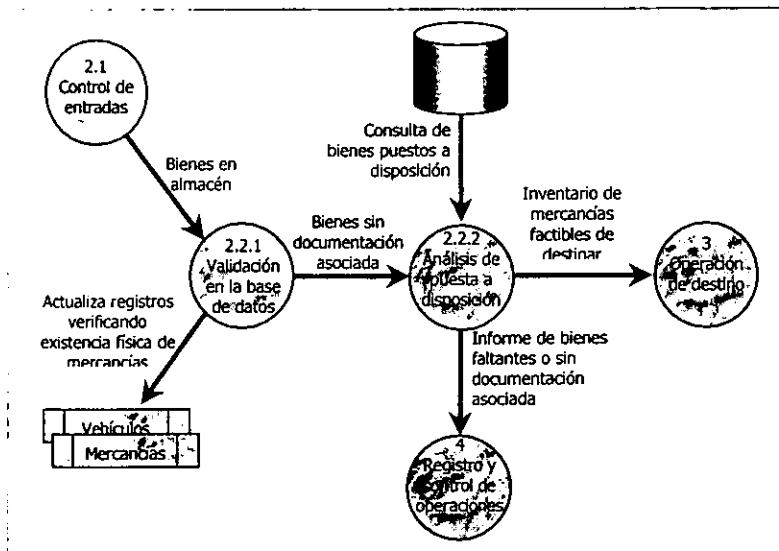 2.1
Control de
entradas
Consulta de
bienes puestos a
disposición
Bienes en
almacén
Inventario de
mercancías
factibles de
destinar
Bienes sin
documentación
asociada
2.2.1
Validación
en la base
de datos
2.2.2
Análisis de
puesta a
disposición
3
Operación
de destino
Actualiza registros
verificando
existencia física de
mercancías
Informe de bienes
faltantes o sin
documentación
asociada
Vehículos
Mercancías
4
Registro y
control de
operaciones